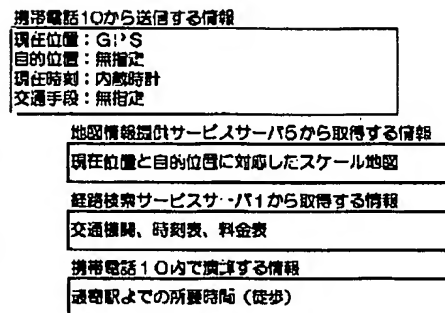 携帯電話10から送信する情報
現在位置：GPS
自的位置：無指定
現在時刻：内蔵時計
交通手段：無指定
地図情報提供サービスサーバ5から取得する情報
現在位置と自的位置に対応したスケール地図
経路検索サービスサーバ1から取得する情報
交通機関、時刻表、料金表
携帯電話10内で演算する情報
最寄駅までの所要時間（徒歩）